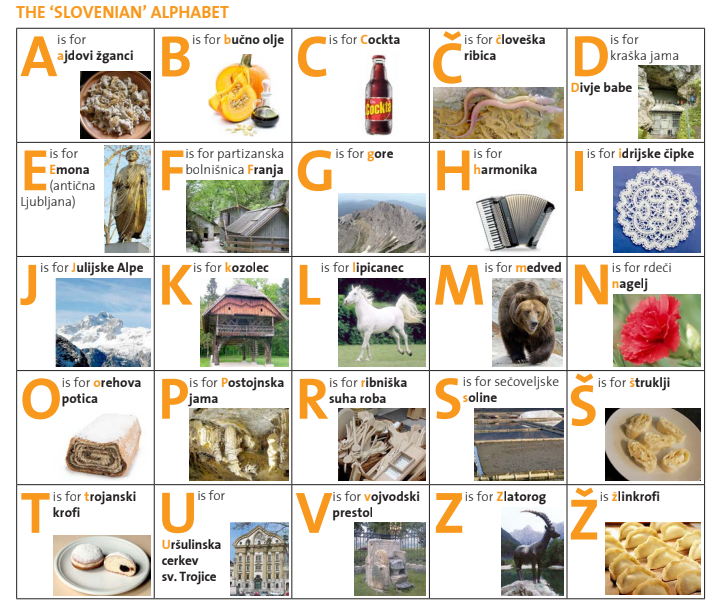 THE ‘SLOVENIAN’ ALPHABET
A is for
ajdovi žganci
B is for bučno olje
C is for Cockta
Cockta
Č is for človeška
ribica
D is for
kraška jama
Divje babe
E is for
Emona
(antična
Ljubljana)
F is for partizanska
bolnišnica Franja
G is for gore
H is for
harmonika
I is for idrijske čipke
J is for Julijske Alpe
K is for kozolec
L is for lipicanec
M is for medved
N is for rdeči
nagelj
O is for orehova
potica
P is for Postojnska
jama
R is for ribniška
suha roba
S is for sečoveljske
soline
Š is for štruklji
T is for trojanski
krofi
U is for
Uršulinska
cerkev
sv. Trojice
V is for vojvodski
prestol
Z is for Zlatorog
Ž is žlinkrofi